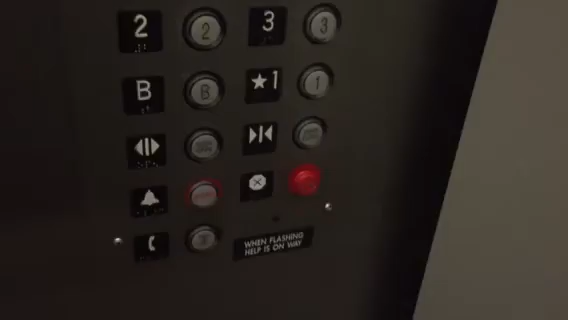 2 2 3 3
B B ★1 1
WHEN FLASHING
HELP IS ON WAY